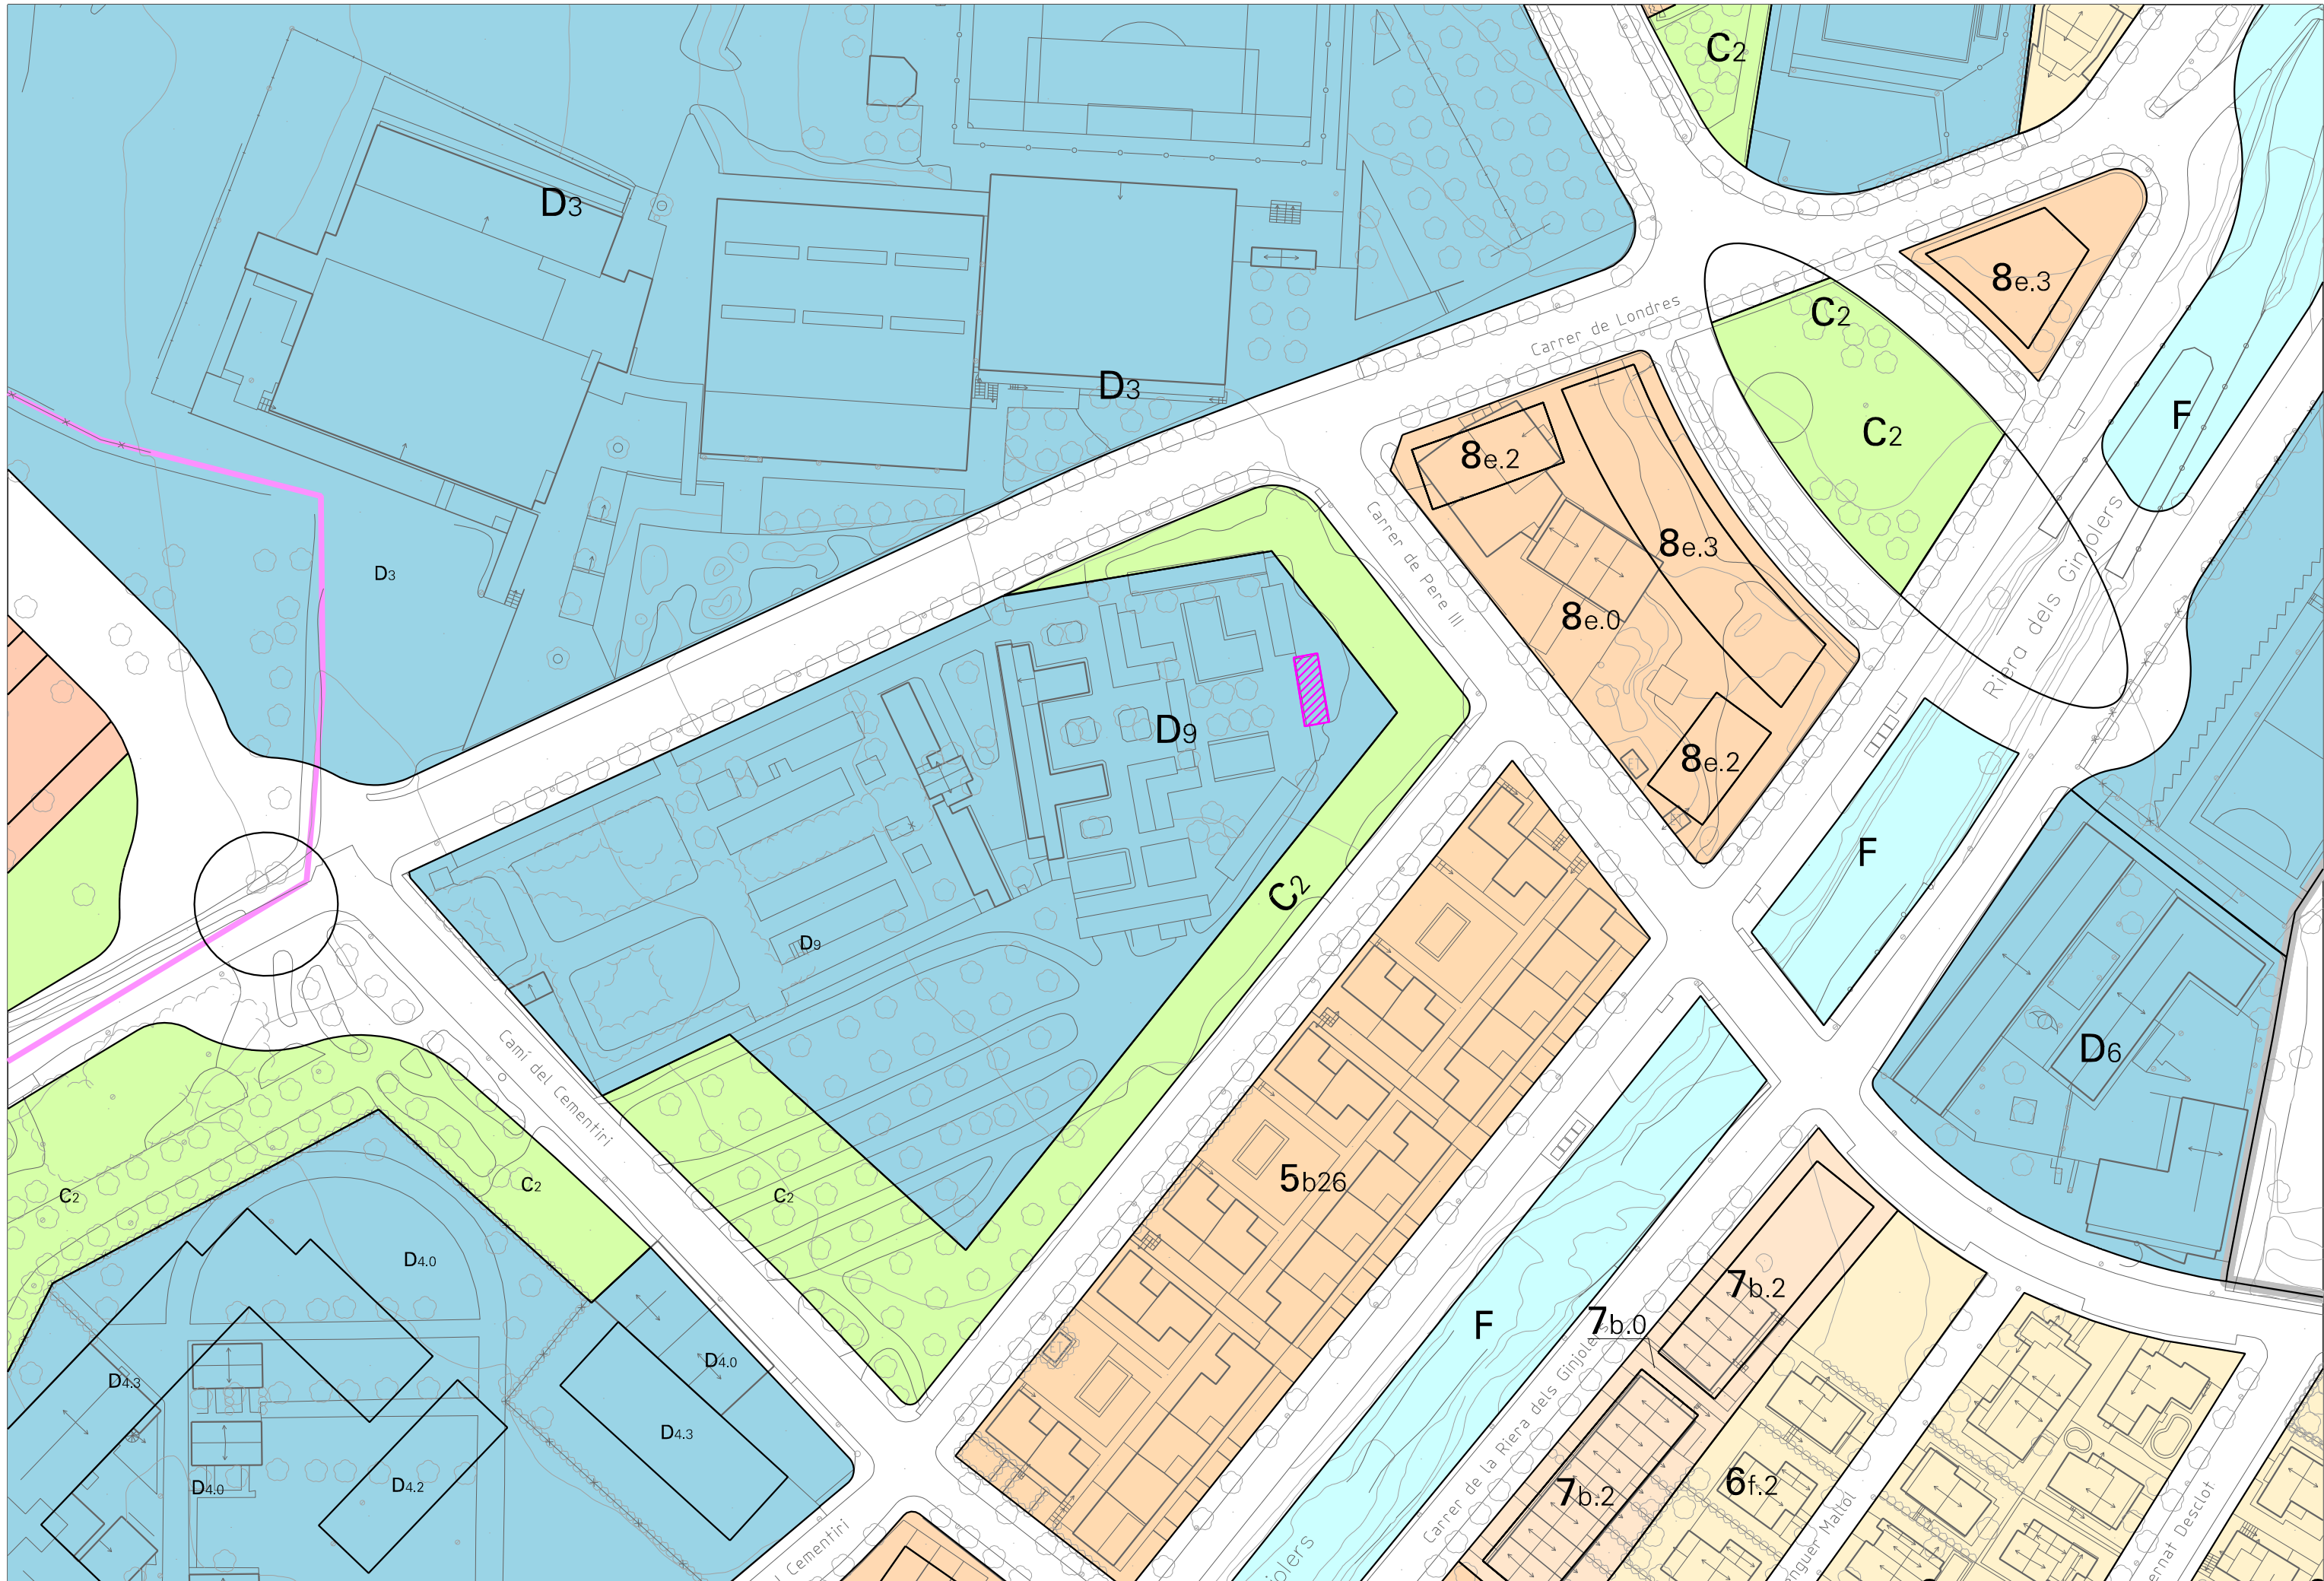 C2
D3
8e.3
C2
Carrer de Londres
D3
F
C2
8e.2
Carrer de Pere III
8e.3
D3
8e.0
Riera dels Ginjolers
D9
8e.2
F
C2
D9
D6
Camí del Cementiri
5b26
C2
C2
C2
D4.0
7b.2
F
7b.0
D4.0
D4.3
Carrer de la Riera dels Ginjolers
D4.3
6f.2
D4.2
D4.0
7b.2
Cementiri